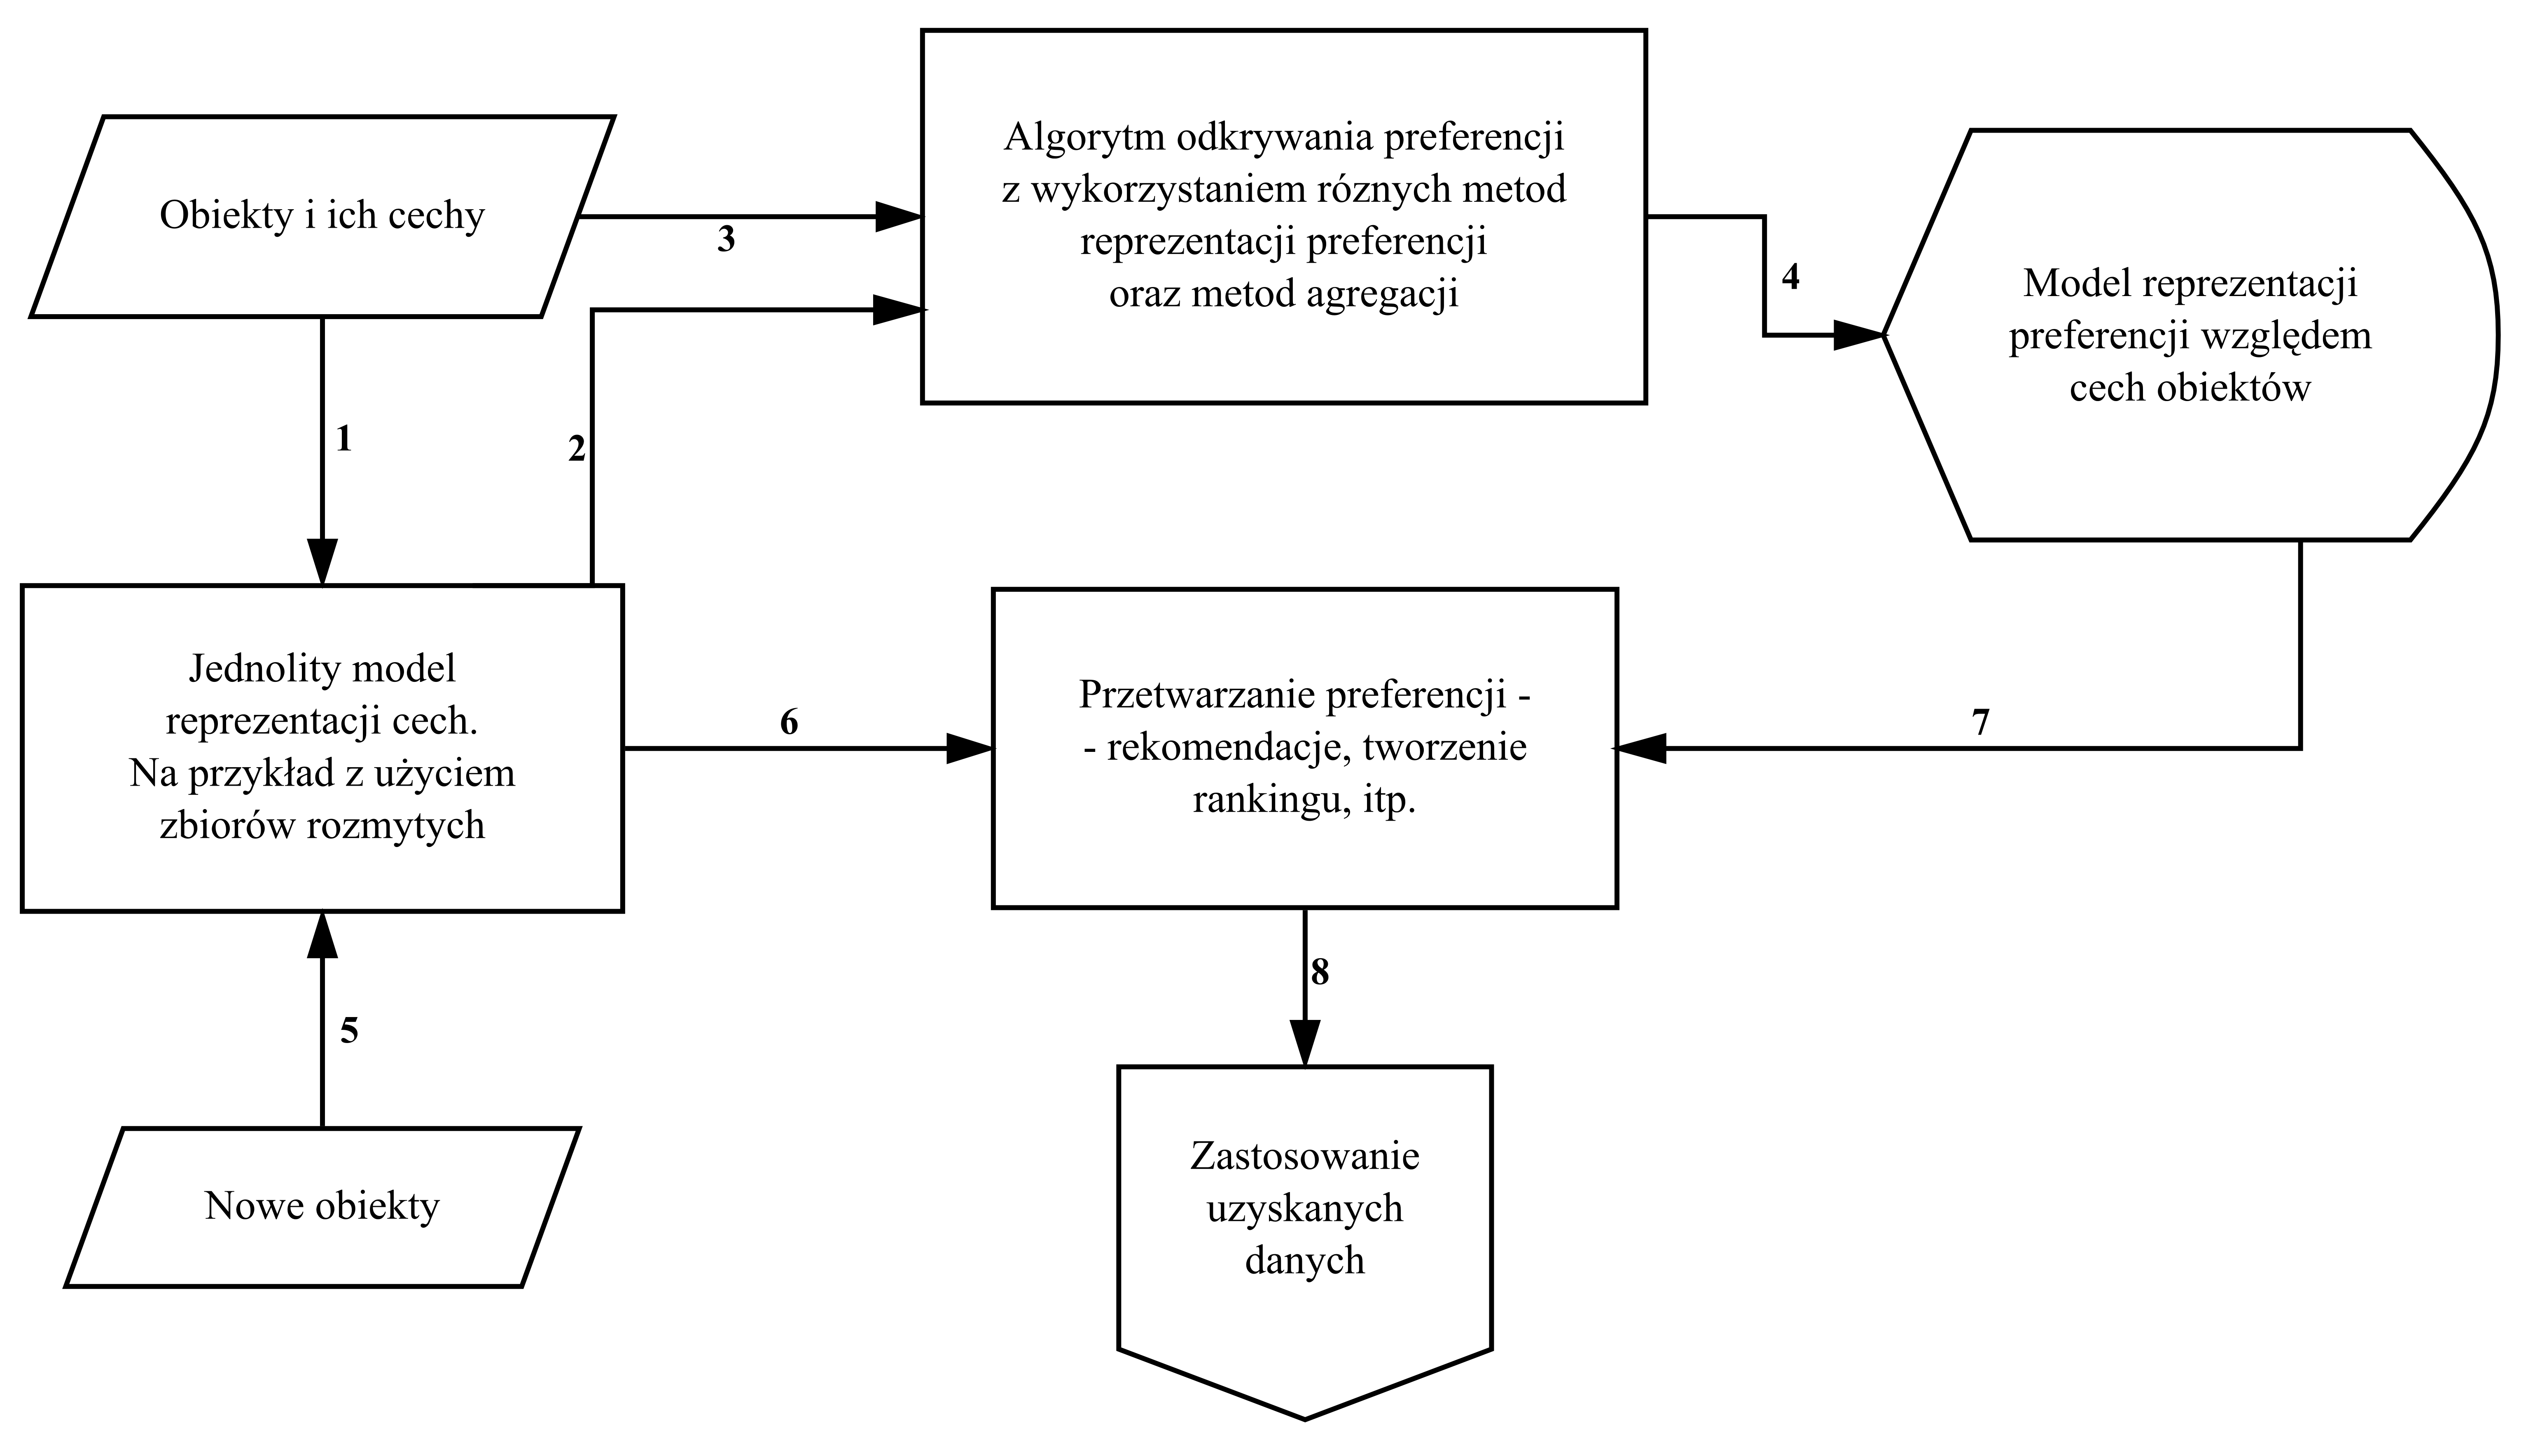 Obiekty i ich cechy
3
Algorytm odkrywania preferencji
z wykorzystaniem róznych metod
reprezentacji preferencji
oraz metod agregacji
4
Model reprezentacji
preferencji względem
cech obiektów
1
2
Jednolity model
reprezentacji cech.
Na przykład z użyciem
zbiorów rozmytych
6
Przetwarzanie preferencji -
- rekomendacje, tworzenie
rankingu, itp.
7
5
8
Nowe obiekty
Zastosowanie
uzyskanych
danych